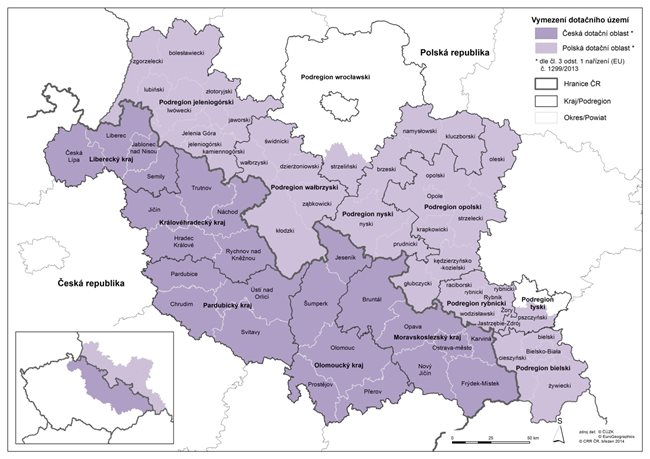 Vymezení dotačního území
Česká dotační oblast *
Polská dotační oblast *
* dle čl. 3 odst. 1 nařízení (EU)
č. 1299/2013
Hranice ČR
Kraj/Podregion
Okres/Powiat
Polská republika
Podregion wrocławski
bolesławiecki
zgorzelecki
lubiński
złotoryjski
Podregion jeleniogórski
lwówecki
jaworski
Jelenia Góra
jeleniogórski
kamiennogórski
świdnicki
wałbrzyski
dzierżoniowski
strzeliński
Podregion wałbrzyski
ząbkowicki
kłodzki
namysłowski
kluczborski
oleski
brzeski
opolski
Opole
Podregion opolski
strzelecki
krapkowicki
Podregion nyski
nyski
prudnicki
kędzierzyńsko
-kozielski
głubczycki
raciborski
rybnicki
rybnicki
Rybnik
Podregion rybnicki
Żory
wodzisławski
Jastrzębie-Zdrój
Podregion
tyski
pszczyński
bielski
cieszyński
Bielsko-Biała
Podregion bielski
żywiecki
Česká
Lípa
Liberec
Jablonec
nad Nisou
Liberecký kraj
Semily
Trutnov
Jičín
Náchod
Královéhradecký kraj
Hradec
Králové
Rychnov nad
Kněžnou
Česká republika
Pardubice
Ústí nad
Orlicí
Chrudim
Pardubický kraj
Svitavy
Jeseník
Šumperk
Bruntál
Opava
Karviná
Moravskoslezský kraj
Ostrava-město
Olomouc
Olomoucký kraj
Nový
Jičín
Frýdek-Místek
Prostějov
Přerov
S
0
25
50 km
zdroj dat: © ČÚZK
© EuroGeographics
© CRR ČR, březen 2014